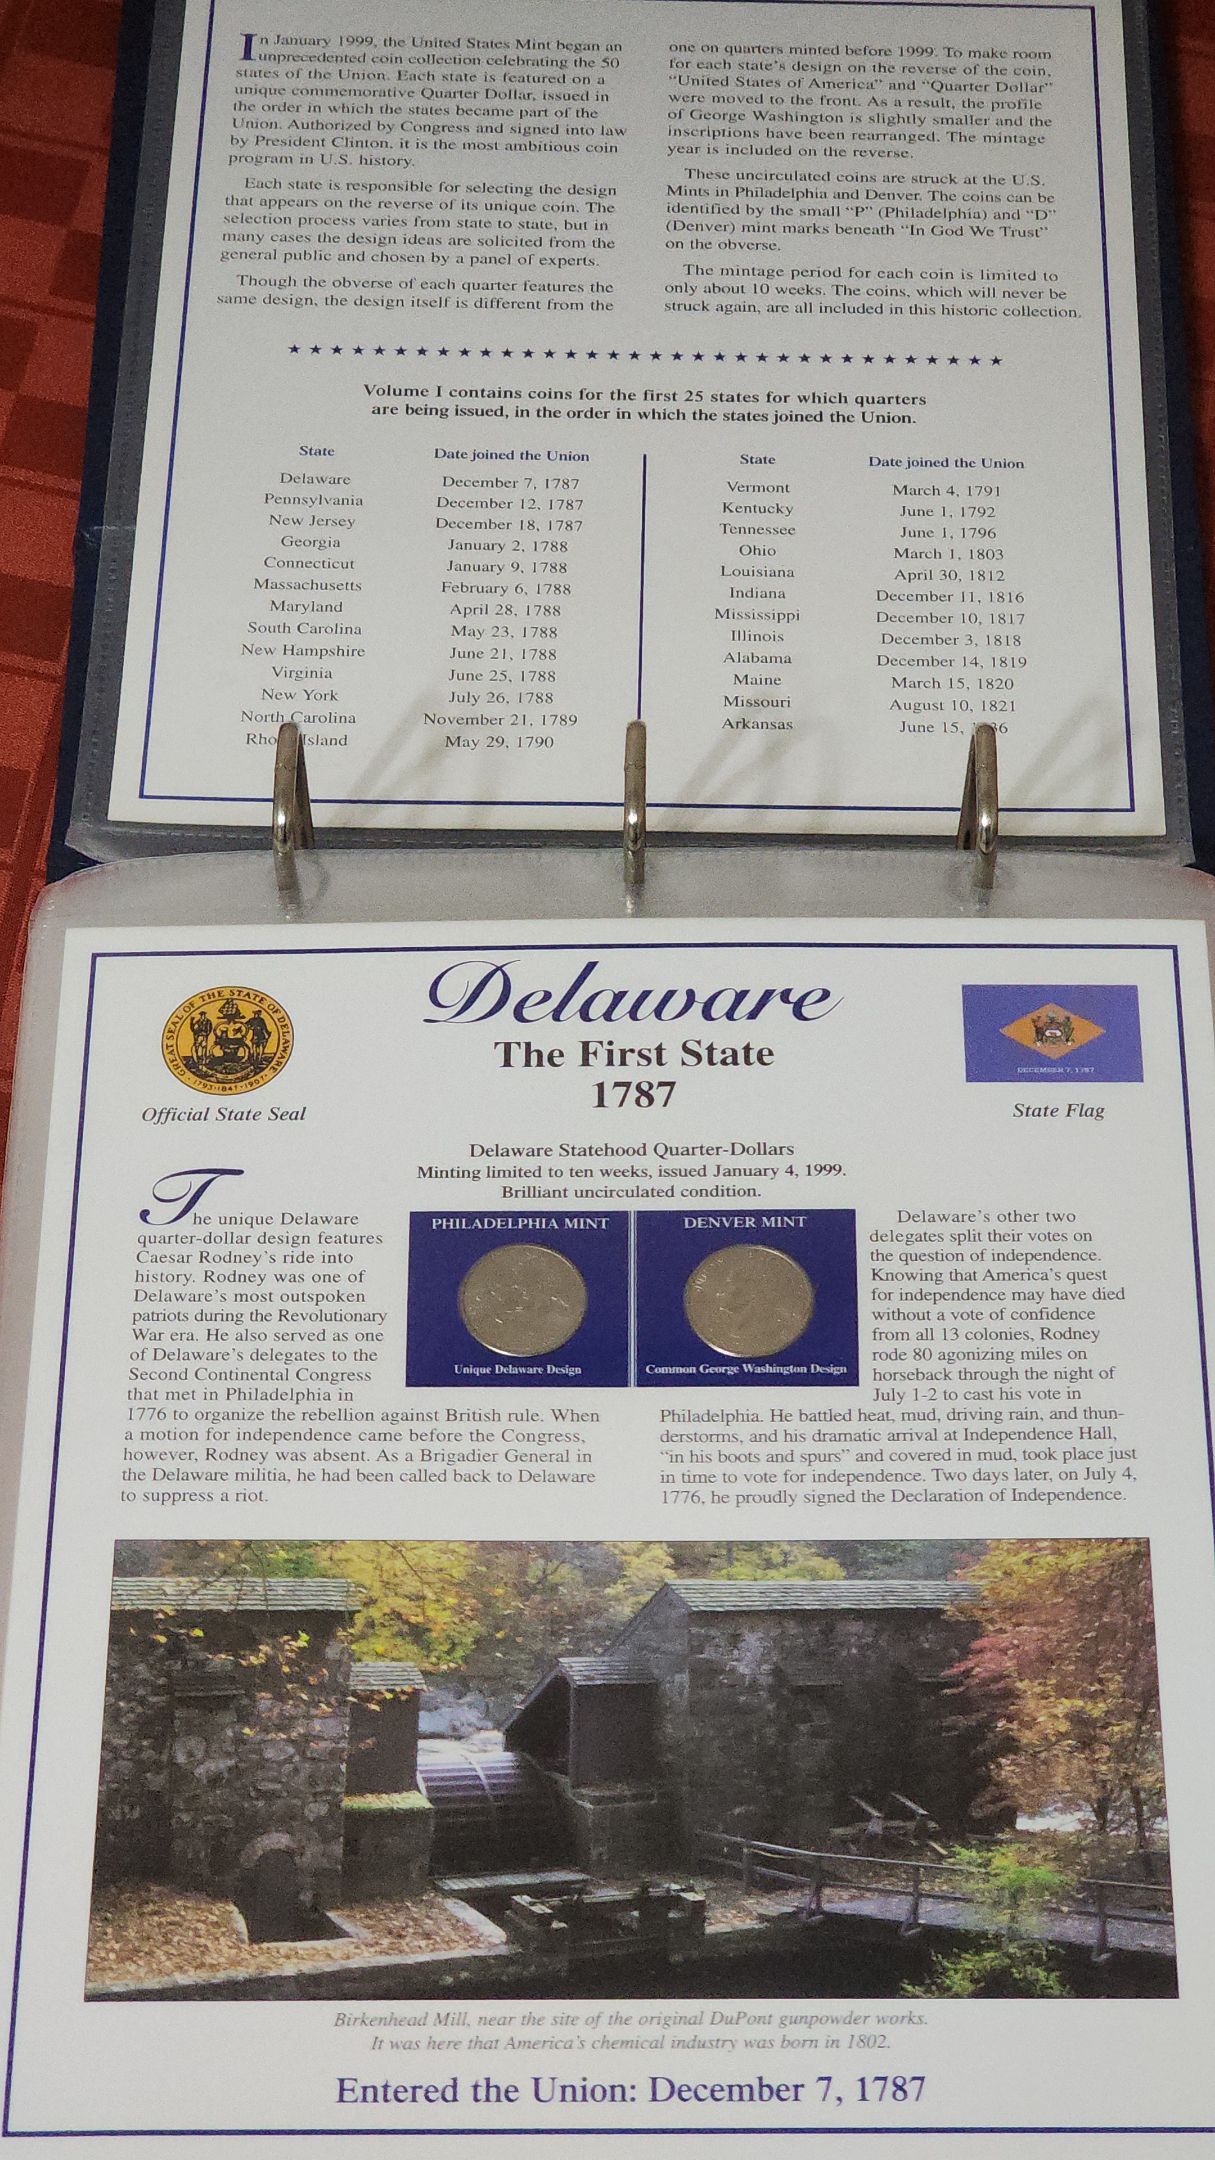 In January 1999, the United States Mint began an
unprecedented coin collection celebrating the 50
states of the Union. Each state is featured on a
unique commemorative Quarter Dollar, issued in
the order in which the states became part of the
Union. Authorized by Congress and signed into law
by President Clinton, it is the most ambitious coin
program in U.S. history.
Each state is responsible for selecting the design
that appears on the reverse of its unique coin. The
selection process varies from state to state, but in
many cases the design ideas are solicited from the
general public and chosen by a panel of experts.
Though the obverse of each quarter features the
same design, the design itself is different from the
one on quarters minted before 1999. To make room
for each state's design on the reverse of the coin,
"United States of America" and "Quarter Dollar"
were moved to the front. As a result, the profile
of George Washington is slightly smaller and the
inscriptions have been rearranged. The mintage
year is included on the reverse.
These uncirculated coins are struck at the U.S.
Mints in Philadelphia and Denver. The coins can be
identified by the small "P" (Philadelphia) and "D"
(Denver) mint marks beneath "In God We Trust"
on the obverse.
The mintage period for each coin is limited to
only about 10 weeks. The coins, which will never be
struck again, are all included in this historic collection.
Volume I contains coins for the first 25 states for which quarters
are being issued, in the order in which the states joined the Union.
State Date joined the Union
Delaware December 7, 1787
Pennsylvania December 12, 1787
New Jersey December 18, 1787
Georgia January 2, 1788
Connecticut January 9, 1788
Massachusetts February 6, 1788
Maryland April 28, 1788
South Carolina May 23, 1788
New Hampshire June 21, 1788
Virginia June 25, 1788
New York July 26, 1788
North Carolina November 21, 1789
Rho Island May 29, 1790
State Date joined the Union
Vermont March 4, 1791
Kentucky June 1, 1792
Tennessee June 1, 1796
Ohio March 1, 1803
Louisiana April 30, 1812
Indiana December 11, 1816
Mississippi December 10, 1817
Illinois December 3, 1818
Alabama December 14, 1819
Maine March 15, 1820
Missouri August 10, 1821
Arkansas June 15,
GREAT SEAL OF THE STATE OF DELAWARE
1793·1847·1907
Official State Seal
Delaware
The First State
1787
DECEMBER 7, 1787
State Flag
Delaware Statehood Quarter-Dollars
Minting limited to ten weeks, issued January 4, 1999.
Brilliant uncirculated condition.
The unique Delaware
quarter-dollar design features
Caesar Rodney's ride into
history. Rodney was one of
Delaware's most outspoken
patriots during the Revolutionary
War era. He also served as one
of Delaware's delegates to the
Second Continental Congress
that met in Philadelphia in
1776 to organize the rebellion against British rule. When
a motion for independence came before the Congress,
however, Rodney was absent. As a Brigadier General in
the Delaware militia, he had been called back to Delaware
to suppress a riot.
PHILADELPHIA MINT
Unique Delaware Design
DENVER MINT
Common George Washington Design
Delaware's other two
delegates split their votes on
the question of independence.
Knowing that America's quest
for independence may have died
without a vote of confidence
from all 13 colonies, Rodney
rode 80 agonizing miles on
horseback through the night of
July 1-2 to cast his vote in
Philadelphia. He battled heat, mud, driving rain, and thun-
derstorms, and his dramatic arrival at Independence Hall,
"in his boots and spurs" and covered in mud, took place just
in time to vote for independence. Two days later, on July 4,
1776, he proudly signed the Declaration of Independence.
Birkenhead Mill, near the site of the original DuPont gunpowder works.
It was here that America's chemical industry was born in 1802.
Entered the Union: December 7, 1787